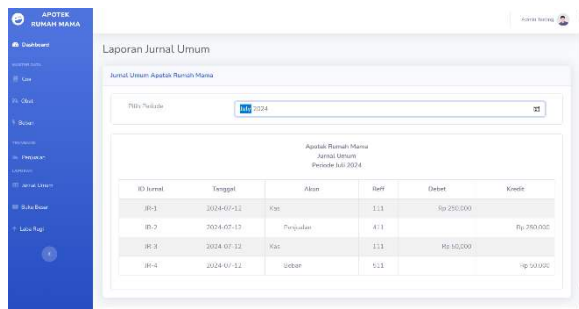 APOTEK
RUMAH MAMA
Dashboard
Coa
Obat
Beban
Penjualan
Jurnal Umum
Buku Besar
Laba Rugi
Laporan Jurnal Umum
Jurnal Umum Apotek Rumah Mama
Pilih Periode
July 2024
Apotek Rumah Mama
Jurnal Umum
Periode Juli 2024
ID Jurnal Tanggal Akun Reff Debet Kredit
JR-1 2024-07-12 Kas 111 Rp 250,000
JR-2 2024-07-12 Penjualan 411 Rp 250,000
JR-3 2024-07-12 Kas 111 Rp 50,000
JR-4 2024-07-12 Beban 511 Rp 50,000